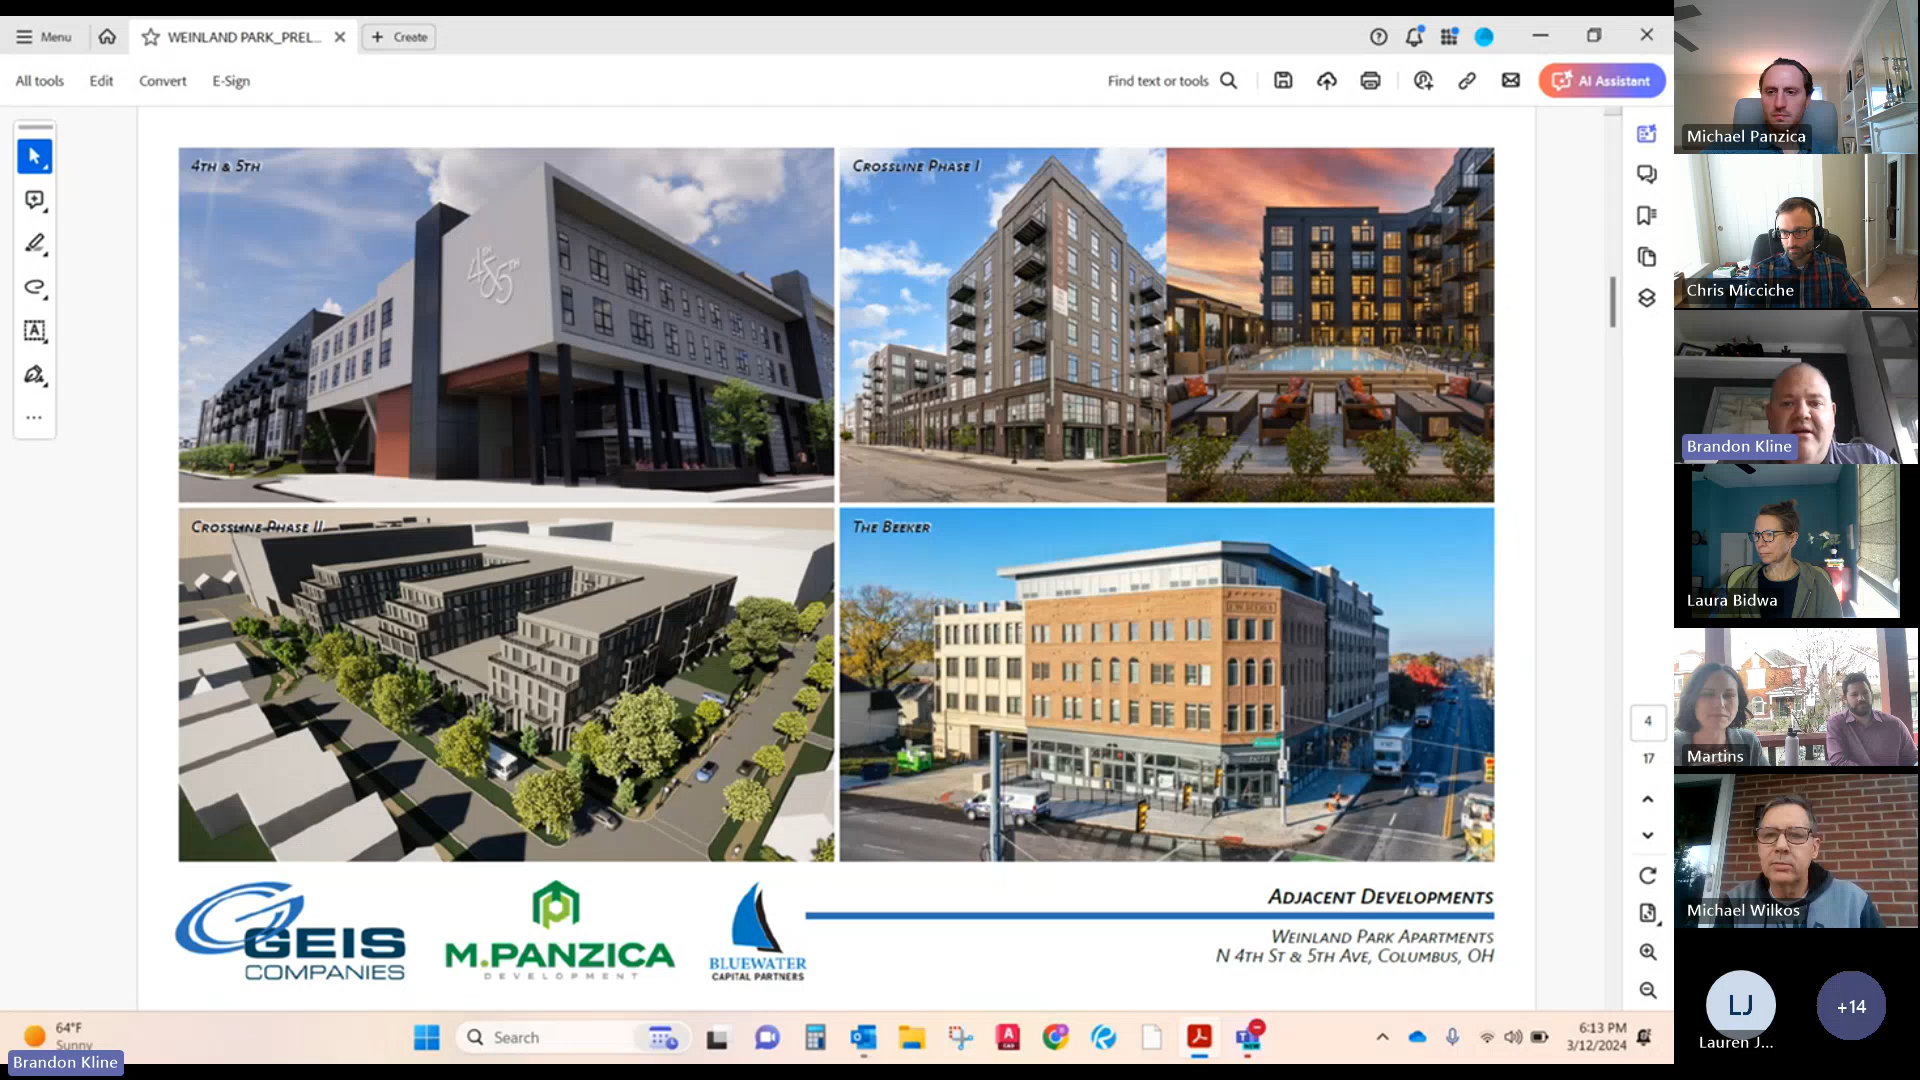 Menu
WEINLAND PARK_PREL...
Create
All tools
Edit
Convert
E-Sign
Find text or tools
AI Assistant
4TH & 5TH
4TH & 5TH
CROSSLINE PHASE I
CROSSLINE PHASE II
THE BEEKER
GEIS
COMPANIES
M.PANZICA
DEVELOPMENT
BLUEWATER
CAPITAL PARTNERS
ADJACENT DEVELOPMENTS
WEINLAND PARK APARTMENTS
N 4TH ST & 5TH AVE, COLUMBUS, OH
4
17
Michael Panzica
Chris Micciche
Brandon Kline
Laura Bidwa
Martins
Michael Wilkos
LJ
+14
Lauren J...
64°F
Sunny
Search
6:13 PM
3/12/2024
Brandon Kline